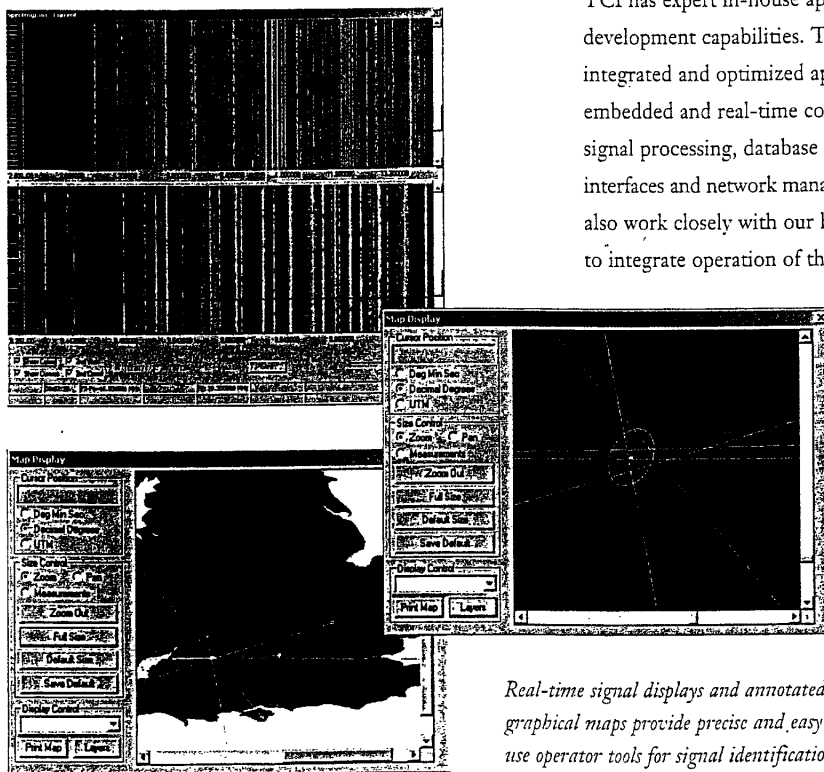 TCI has expert in-house ap
development capabilities. T
integrated and optimized ap
embedded and real-time co
signal processing, database
interfaces and network mana
also work closely with our h
to integrate operation of th
Map Display
Cursor Position
Deg Min Sec
Decimal Degrees
UTM
Size Control
Zoom Pan
Measurements
Zoom Out
Full Size
Default Size
Save Default
Display Control
Print Map Layers
Map Display
Cursor Position
Deg Min Sec
Decimal Degrees
UTM
Size Control
Zoom Pan
Measurements
Zoom Out
Full Size
Default Size
Save Default
Display Control
Print Map Layers
Real-time signal displays and annotated
graphical maps provide precise and easy
use operator tools for signal identificatio